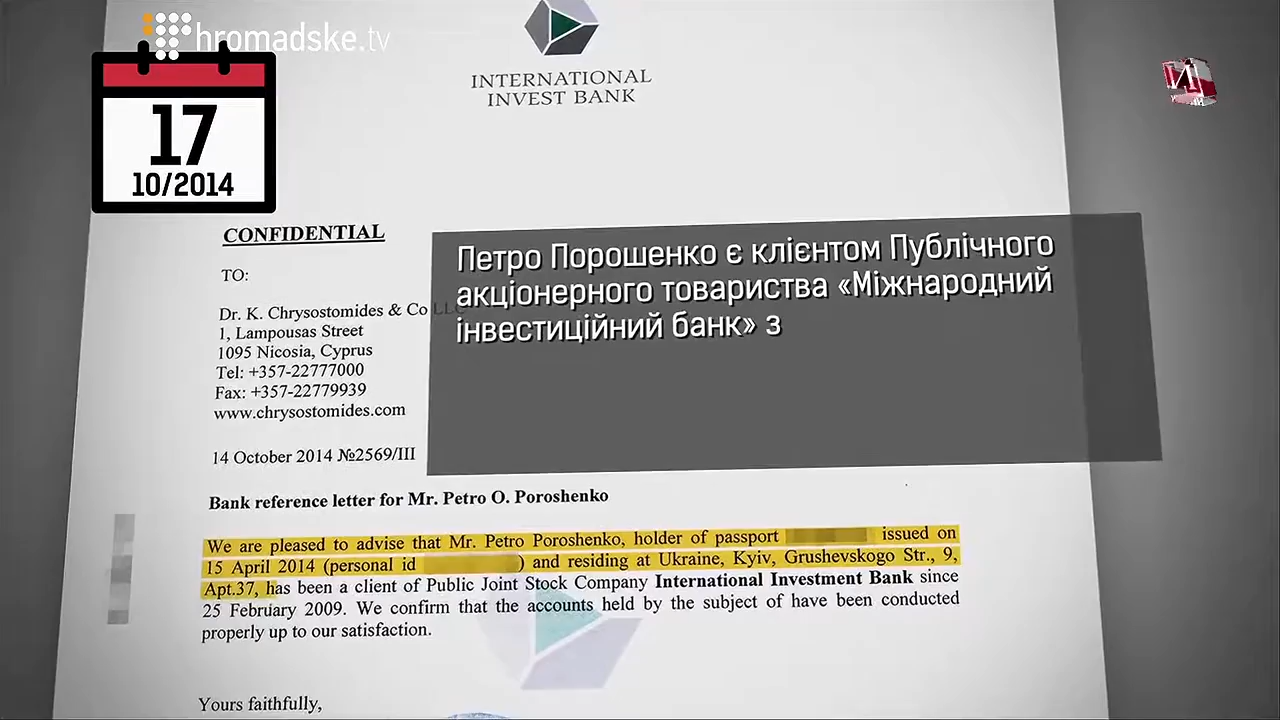 hromadske.tv
17
10/2014
INTERNATIONAL
INVEST BANK
CONFIDENTIAL
TO:
Dr. K. Chrysostomides & Co LLC
1, Lampousas Street
1095 Nicosia, Cyprus
Tel: +357-22777000
Fax: +357-22779939
www.chrysostomides.com
14 October 2014 №2569/III
Петро Порошенко є клієнтом Публічного
акціонерного товариства «Міжнародний
інвестиційний банк» з
Bank reference letter for Mr. Petro O. Poroshenko
We are pleased to advise that Mr. Petro Poroshenko, holder of passport issued on
15 April 2014 (personal id ) and residing at Ukraine, Kyiv, Grushevskogo Str., 9,
Apt.37, has been a client of Public Joint Stock Company International Investment Bank since
25 February 2009. We confirm that the accounts held by the subject of have been conducted
properly up to our satisfaction.
Yours faithfully,